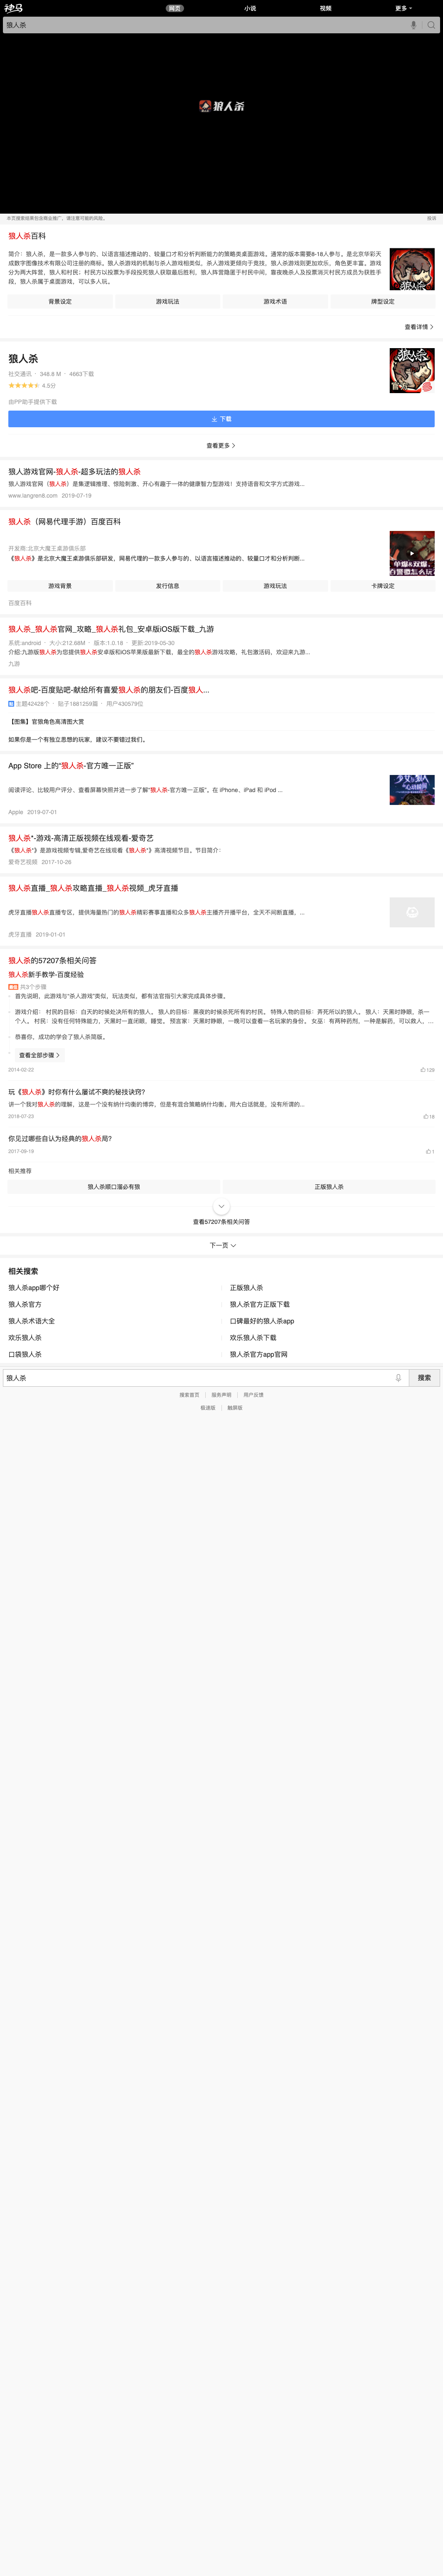 神马
网页
小说
视频
更多
狼人杀
狼人杀
本页搜索结果包含商业推广，请注意可能的风险。
投诉
狼人杀百科
简介：狼人杀，是一款多人参与的，以语言描述推动的、较量口才和分析判断能力的策略类桌面游戏。通常的版本需要8-18人参与。是北京华彩天
成数字图像技术有限公司注册的商标。狼人杀游戏的机制与杀人游戏相类似，杀人游戏更倾向于竞技，狼人杀游戏则更加欢乐，角色更丰富。游戏
分为两大阵营，狼人和村民；村民方以投票为手段投死狼人获取最后胜利，狼人阵营隐匿于村民中间，靠夜晚杀人及投票消灭村民方成员为获胜手
段，狼人杀属于桌面游戏，可以多人玩。
背景设定
游戏玩法
游戏术语
牌型设定
查看详情
狼人杀
社交通讯 · 348.6 M · 4663下载
4.5分
由PP助手提供下载
狼人杀
下载
查看更多
狼人游戏官网-狼人杀-超多玩法的狼人杀
狼人游戏官网（狼人杀）是集逻辑推理，惊险刺激、开心有趣于一体的健康智力型游戏！支持语音和文字方式游戏...
www.langren8.com 2019-07-19
狼人杀（网易代理手游）百度百科
开发商:北京大魔王桌游俱乐部
《狼人杀》是北京大魔王桌游俱乐部研发，网易代理的一款多人参与的、以语言描述推动的、较量口才和分析判断...
游戏背景
发行信息
游戏玩法
卡牌设定
百度百科
狼人杀_狼人杀官网_攻略_狼人杀礼包_安卓版iOS版下载_九游
系统:android · 大小:212.68M · 版本:1.0.18 · 更新:2019-05-30
介绍:九游版狼人杀为您提供狼人杀安卓版和iOS苹果版最新下载，最全的狼人杀游戏攻略，礼包激活码，欢迎来九游...
九游
狼人杀吧-百度贴吧-献给所有喜爱狼人杀的朋友们-百度狼人...
主题42428个 · 贴子1661259篇 · 用户430579位
【图集】官狼角色高清图大赏
如果你是一个有独立思想的玩家，建议不要错过我们。
App Store 上的“狼人杀-官方唯一正版”
阅读评论、比较用户评分、查看屏幕快照并进一步了解“狼人杀-官方唯一正版”。在 iPhone、iPad 和 iPod ...
Apple 2019-07-01
狼人杀*-游戏-高清正版视频在线观看-爱奇艺
《狼人杀*》是游戏视频专辑,爱奇艺在线观看《狼人杀*》高清视频节目。节目简介：
爱奇艺视频 2017-10-26
狼人杀直播_狼人杀攻略直播_狼人杀视频_虎牙直播
虎牙直播狼人杀直播专区，提供海量热门的狼人杀精彩赛事直播和众多狼人杀主播齐开播平台，全天不间断直播，...
虎牙直播 2019-01-01
狼人杀的57207条相关问答
狼人杀新手教学-百度经验
共3个步骤
· 首先说明，此游戏与“杀人游戏”类似，玩法类似，都有法官指引大家完成具体步骤。
· 游戏介绍： 村民的目标：白天的时候处决所有的狼人。 狼人的目标：黑夜的时候杀死所有的村民。 特殊人物的目标：弄死所以的狼人。 狼人：天黑时睁眼，杀一
个人。 村民：没有任何特殊能力，天黑时一直闭眼，睡觉。 预言家：天黑时睁眼，一晚可以查看一名玩家的身份。 女巫：有两种药剂，一种是解药，可以救人，...
· 恭喜你，成功的学会了狼人杀简版。
查看全部步骤
2014-02-22
128
玩《狼人杀》时你有什么屡试不爽的秘技诀窍？
讲一个我对狼人杀的理解，这是一个没有纳什均衡的博弈，但是有混合策略纳什均衡。用大白话就是，没有所谓的...
2018-07-23
18
你见过哪些自认为经典的狼人杀局？
2017-09-19
1
相关推荐
狼人杀顺口溜必有狼
正版狼人杀
查看57207条相关问答
下一页
相关搜索
狼人杀app哪个好
正版狼人杀
狼人杀官方
狼人杀官方正版下载
狼人杀术语大全
口碑最好的狼人杀app
欢乐狼人杀
欢乐狼人杀下载
口袋狼人杀
狼人杀官方app官网
狼人杀
搜索
搜索首页
服务声明
用户反馈
极速版
触屏版